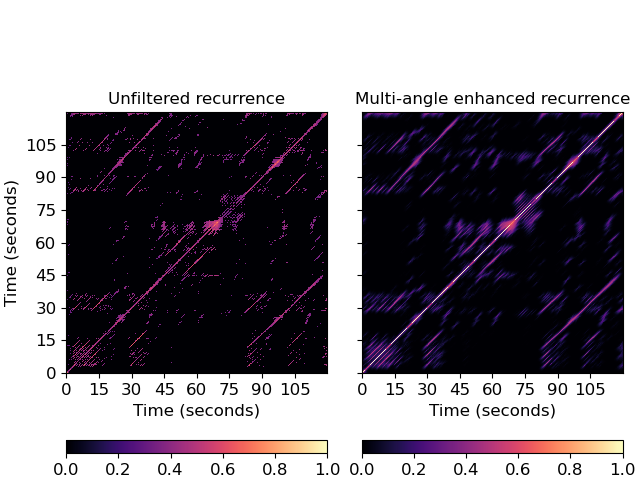 Unfiltered recurrence
Multi-angle enhanced recurrence
Time (seconds)
105
90
75
60
45
30
15
0
0 15 30 45 60 75 90 105
0 15 30 45 60 75 90 105
Time (seconds)
Time (seconds)
0.0 0.2 0.4 0.6 0.8 1.0
0.0 0.2 0.4 0.6 0.8 1.0